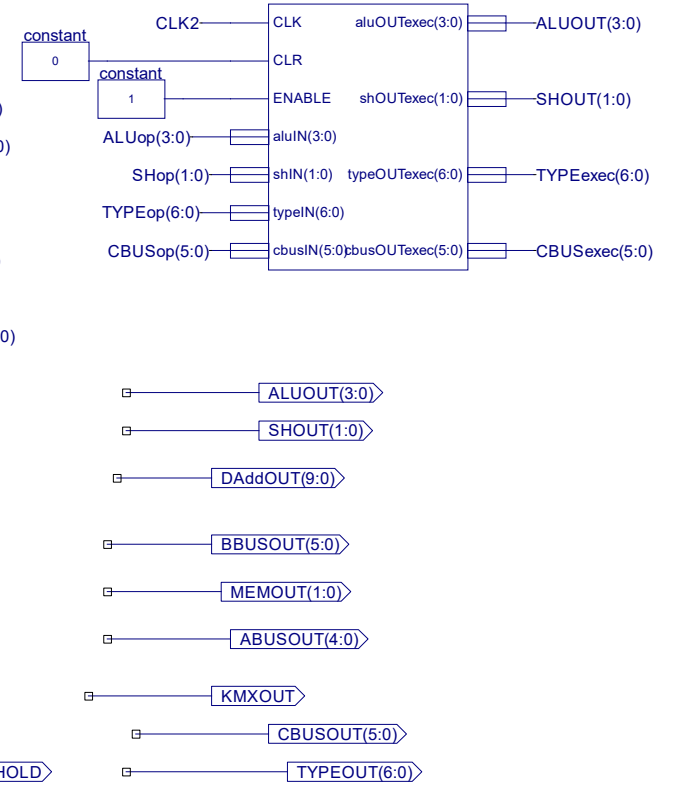 CLK2 CLK aluOUTexec(3:0) ALUOUT(3:0)
constant
0 CLR
constant
1 ENABLE shOUTexec(1:0) SHOUT(1:0)
)
ALUop(3:0) aluIN(3:0)
0)
SHop(1:0) shIN(1:0) typeOUTexec(6:0) TYPEexec(6:0)
TYPEop(6:0) typeIN(6:0)
CBUSop(5:0) cbusIN(5:0)cbusOUTexec(5:0) CBUSexec(5:0)
0)
ALUOUT(3:0)
SHOUT(1:0)
DAddOUT(9:0)
BBUSOUT(5:0)
MEMOUT(1:0)
ABUSOUT(4:0)
KMXOUT
CBUSOUT(5:0)
HOLD TYPEOUT(6:0)